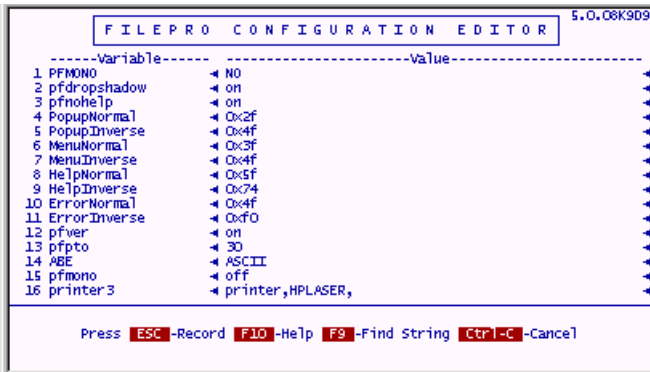 5.0.08K9D9
FILEPRO CONFIGURATION EDITOR
------Variable------ ----------------------Value-----------------------
1 PFMONO NO
2 pfdropshadow on
3 pfnohelp on
4 PopupNormal 0x2f
5 PopupInverse 0x4f
6 MenuNormal 0x3f
7 MenuInverse 0x4f
8 HelpNormal 0x5f
9 HelpInverse 0x74
10 ErrorNormal 0x4f
11 ErrorInverse 0xf0
12 pfver on
13 pfpto 30
14 ABE ASCII
15 pfmono off
16 printer3 printer,HPLASER,
Press ESC -Record F10 -Help F9 -Find String Ctrl-C -Cancel